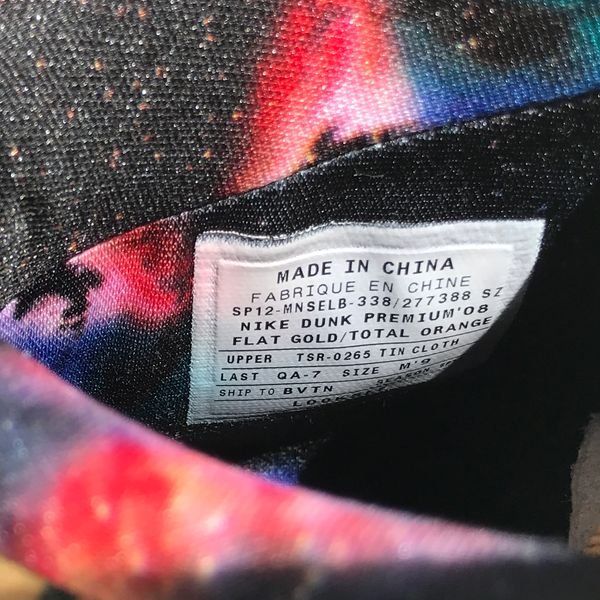 MADE IN CHINA
FABRIQUE EN CHINE
SP12-MNSELB-338/277388 SZ
NIKE DUNK PREMIUM'08
FLAT GOLD/TOTAL ORANGE
UPPER TSR-0265 TIN CLOTH
LAST QA-7 SIZE M'9
SHIP TO BVTN SEASON